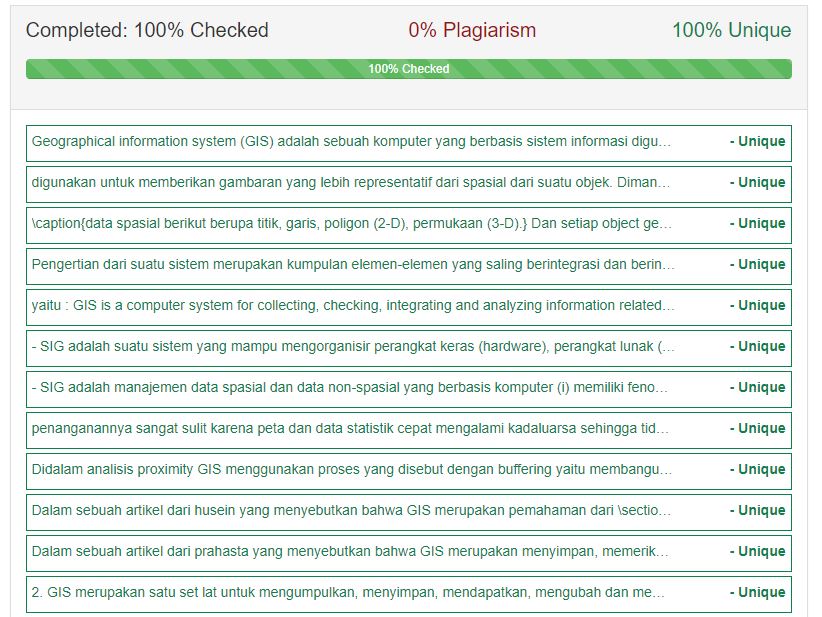 Completed: 100% Checked 0% Plagiarism 100% Unique
100% Checked
Geographical information system (GIS) adalah sebuah komputer yang berbasis sistem informasi digu… - Unique
digunakan untuk memberikan gambaran yang lebih representatif dari spasial dari suatu objek. Diman… - Unique
\caption{data spasial berikut berupa titik, garis, poligon (2-D), permukaan (3-D).} Dan setiap object ge… - Unique
Pengertian dari suatu sistem merupakan kumpulan elemen-elemen yang saling berintegrasi dan berin… - Unique
yaitu : GIS is a computer system for collecting, checking, integrating and analyzing information related… - Unique
- SIG adalah suatu sistem yang mampu mengorganisir perangkat keras (hardware), perangkat lunak (… - Unique
- SIG adalah manajemen data spasial dan data non-spasial yang berbasis komputer (i) memiliki feno… - Unique
penanganannya sangat sulit karena peta dan data statistik cepat mengalami kadaluarsa sehingga tid… - Unique
Didalam analisis proximity GIS menggunakan proses yang disebut dengan buffering yaitu membangu… - Unique
Dalam sebuah artikel dari husein yang menyebutkan bahwa GIS merupakan pemahaman dari \sectio… - Unique
Dalam sebuah artikel dari prahasta yang menyebutkan bahwa GIS merupakan menyimpan, memerik… - Unique
2. GIS merupakan satu set lat untuk mengumpulkan, menyimpan, mendapatkan, mengubah dan me… - Unique